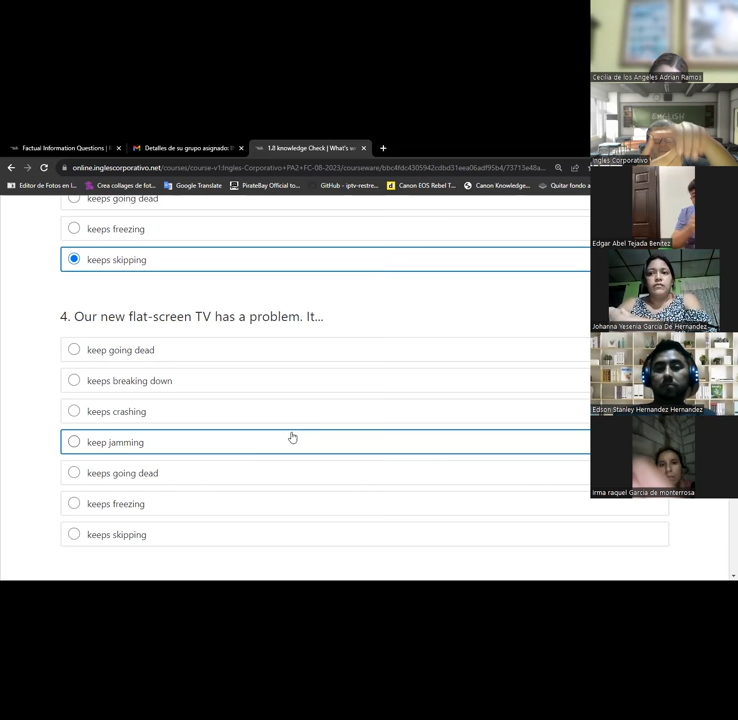 Factual Information Questions |
Detalles de su grupo asignado:
1.8 knowledge Check | What's w
online.inglescorporativo.net/courses/course-v1:Ingles-Corporativo+PA2+FC-08-2023/courseware/bbc4fdc4305942cdbd31eea06adf95b4/73713e48a...
Editor de Fotos en l...
Crea collages de fot...
Google Translate
PirateBay Official to...
GitHub - iptv-restre...
Canon EOS Rebel T...
Canon Knowledge...
Quitar fondo a
keeps going dead
keeps freezing
keeps skipping
4. Our new flat-screen TV has a problem. It...
keep going dead
keeps breaking down
keeps crashing
keep jamming
keeps going dead
keeps freezing
keeps skipping
Cecilia de los Angeles Adrian Ramos
ENGLISH
Ingles Corporativo
Edgar Abel Tejada Benitez
Johanna Yesenia Garcia De Hernandez
Edson Stanley Hernandez Hernandez
Irma raquel Garcia de monterrosa